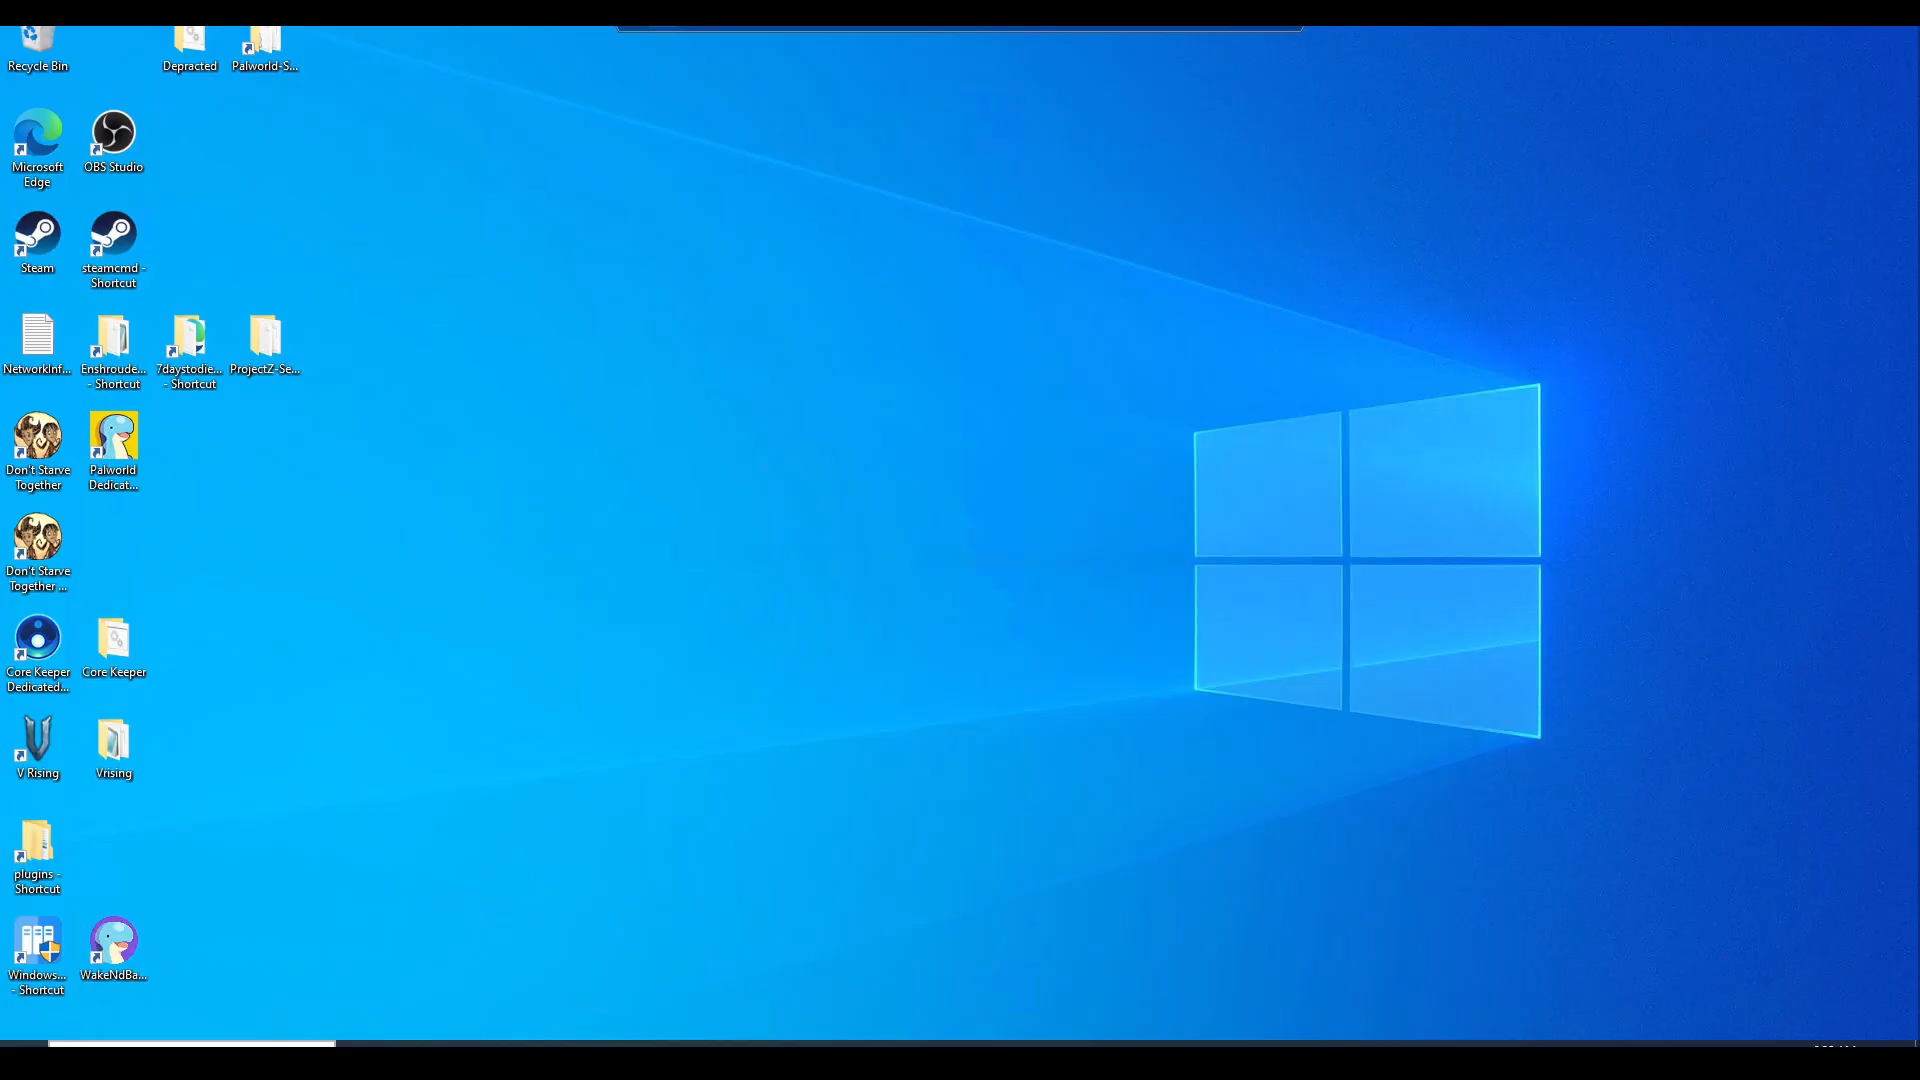 Recycle Bin
Depracted
Palworld-S...
Microsoft
Edge
OBS Studio
Steam
steamcmd -
Shortcut
NetworkInf...
Enshroude...
- Shortcut
7daystodie...
- Shortcut
ProjectZ-Se...
Don't Starve
Together
Palworld
Dedicat...
Don't Starve
Together ...
Core Keeper
Dedicated...
Core Keeper
V Rising
Vrising
plugins -
Shortcut
Windows...
- Shortcut
WakeNdBa...